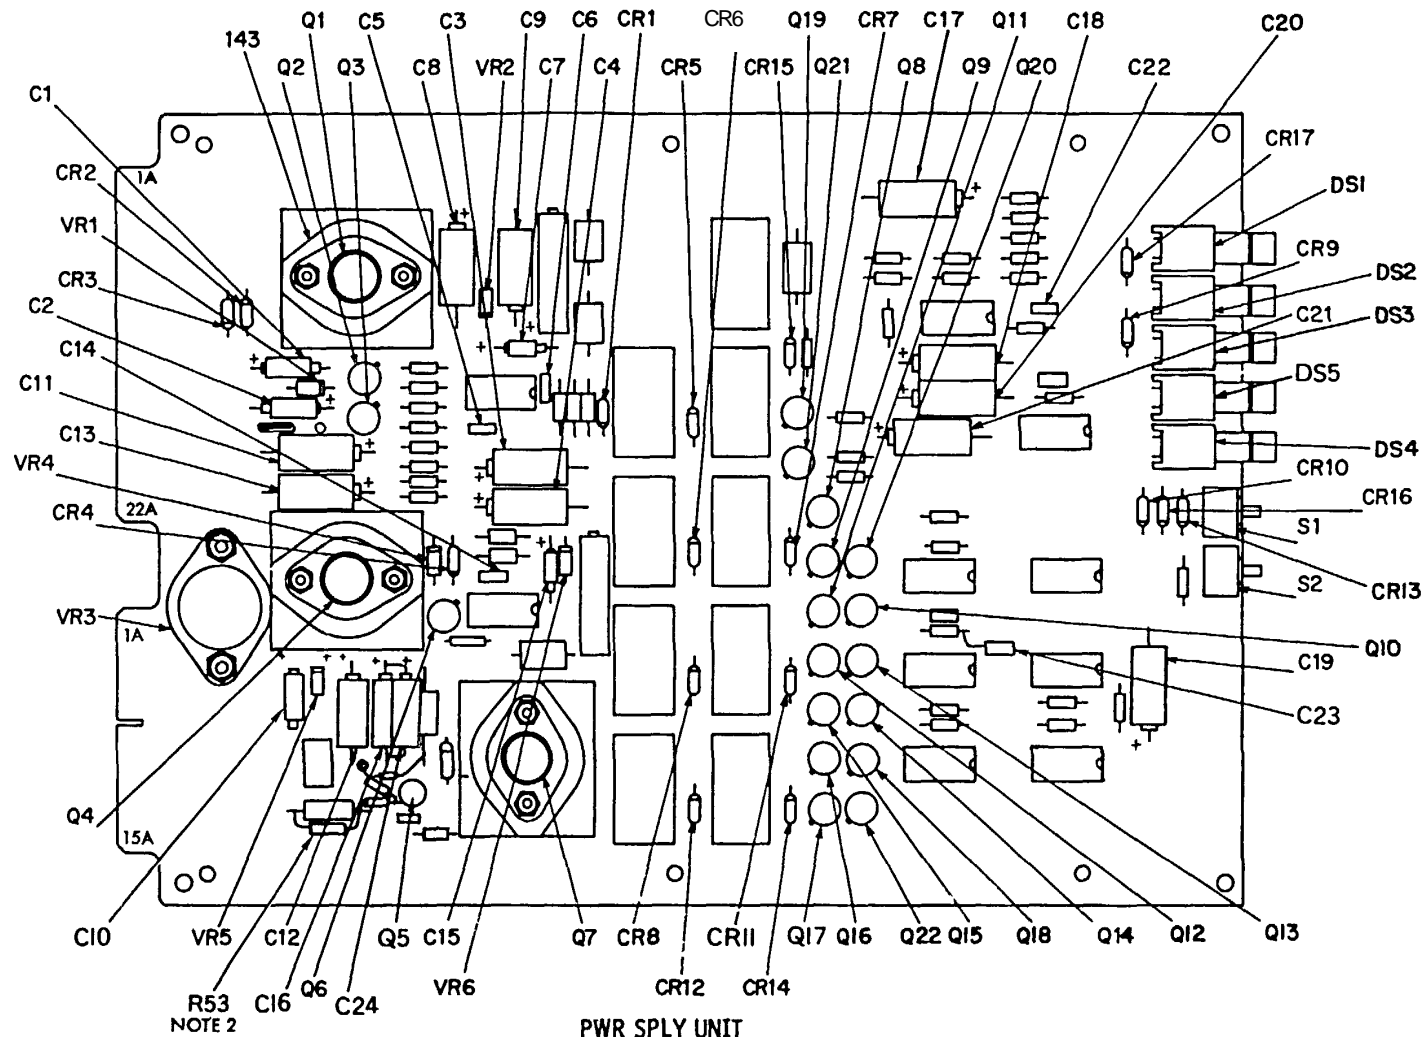 Q1 C5 C3 C9 C6 CR1 CR6 Q19 CR7 C17 Q11 C18 C20
143 Q2 Q3 C8 VR2 C7 C4 CR5 CR15 Q21 Q8 Q9 Q20 C22
C1
CR17
CR2
1A
DS1
VR1
CR9
CR3
DS2
C2
C21
DS3
C14
C11
DS5
C13
VR4
DS4
CR10
CR4
22A
CR16
S1
S2
CR13
VR3
1A
Q10
C19
C23
Q4
15A
C10 VR5 C12 Q5 C15 Q7 CR8 CR11 Q17 Q16 Q22 Q15 Q18 Q14 Q12 Q13
R53 C16 Q6 C24 VR6 CR12 CR14
NOTE 2
PWR SPLY UNIT